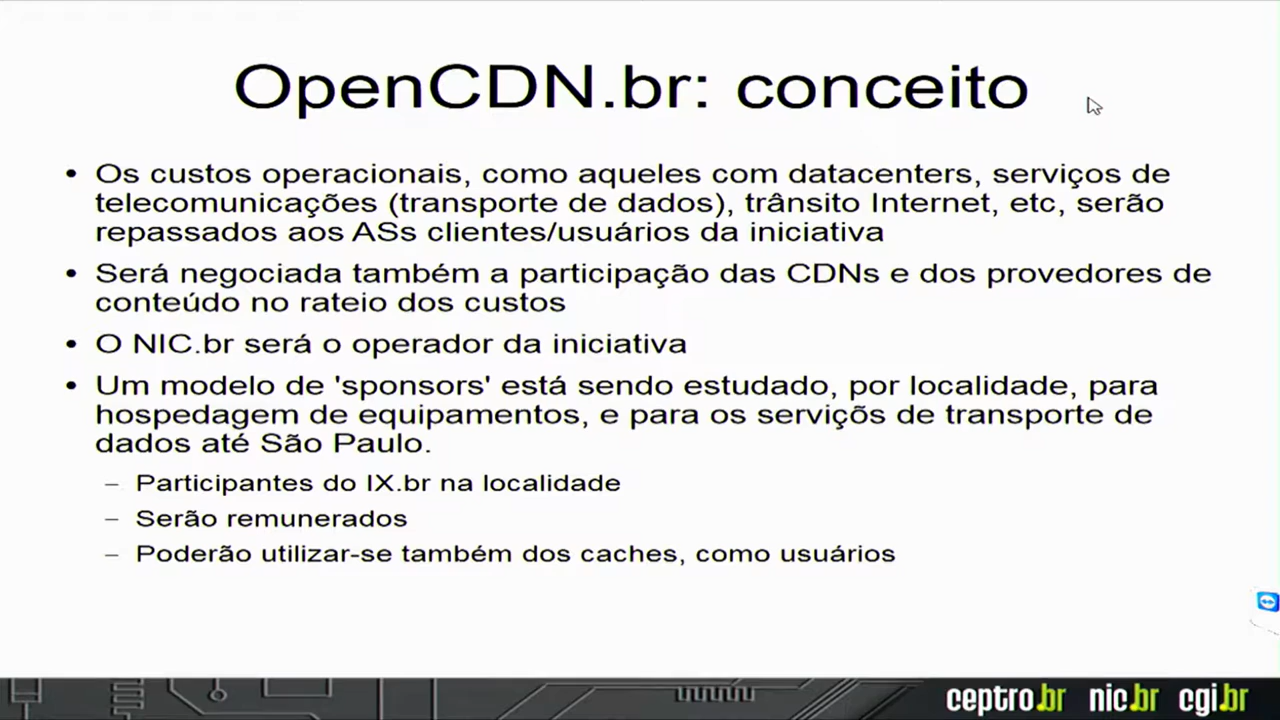 OpenCDN.br: conceito
• Os custos operacionais, como aqueles com datacenters, serviços de
telecomunicações (transporte de dados), trânsito Internet, etc, serão
repassados aos ASs clientes/usuários da iniciativa
• Será negociada também a participação das CDNs e dos provedores de
conteúdo no rateio dos custos
• O NIC.br será o operador da iniciativa
• Um modelo de 'sponsors' está sendo estudado, por localidade, para
hospedagem de equipamentos, e para os serviçõs de transporte de
dados até São Paulo.
– Participantes do IX.br na localidade
– Serão remunerados
– Poderão utilizar-se também dos caches, como usuários
ceptro.br nic.br cgi.br